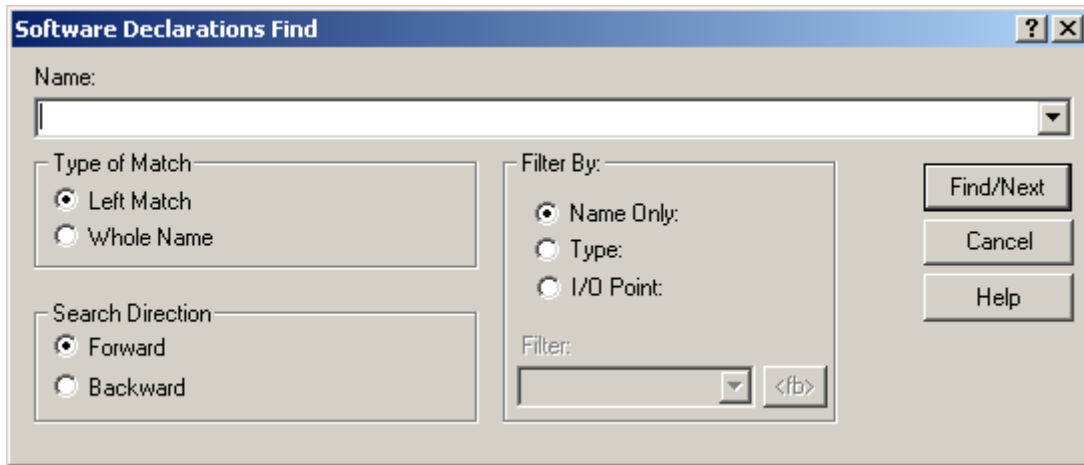 Software Declarations Find
?
Name:
Type of Match
Left Match
Whole Name
Search Direction
Forward
Backward
Filter By:
Name Only:
Type:
I/O Point:
Filter:
<fb>
Find/Next
Cancel
Help